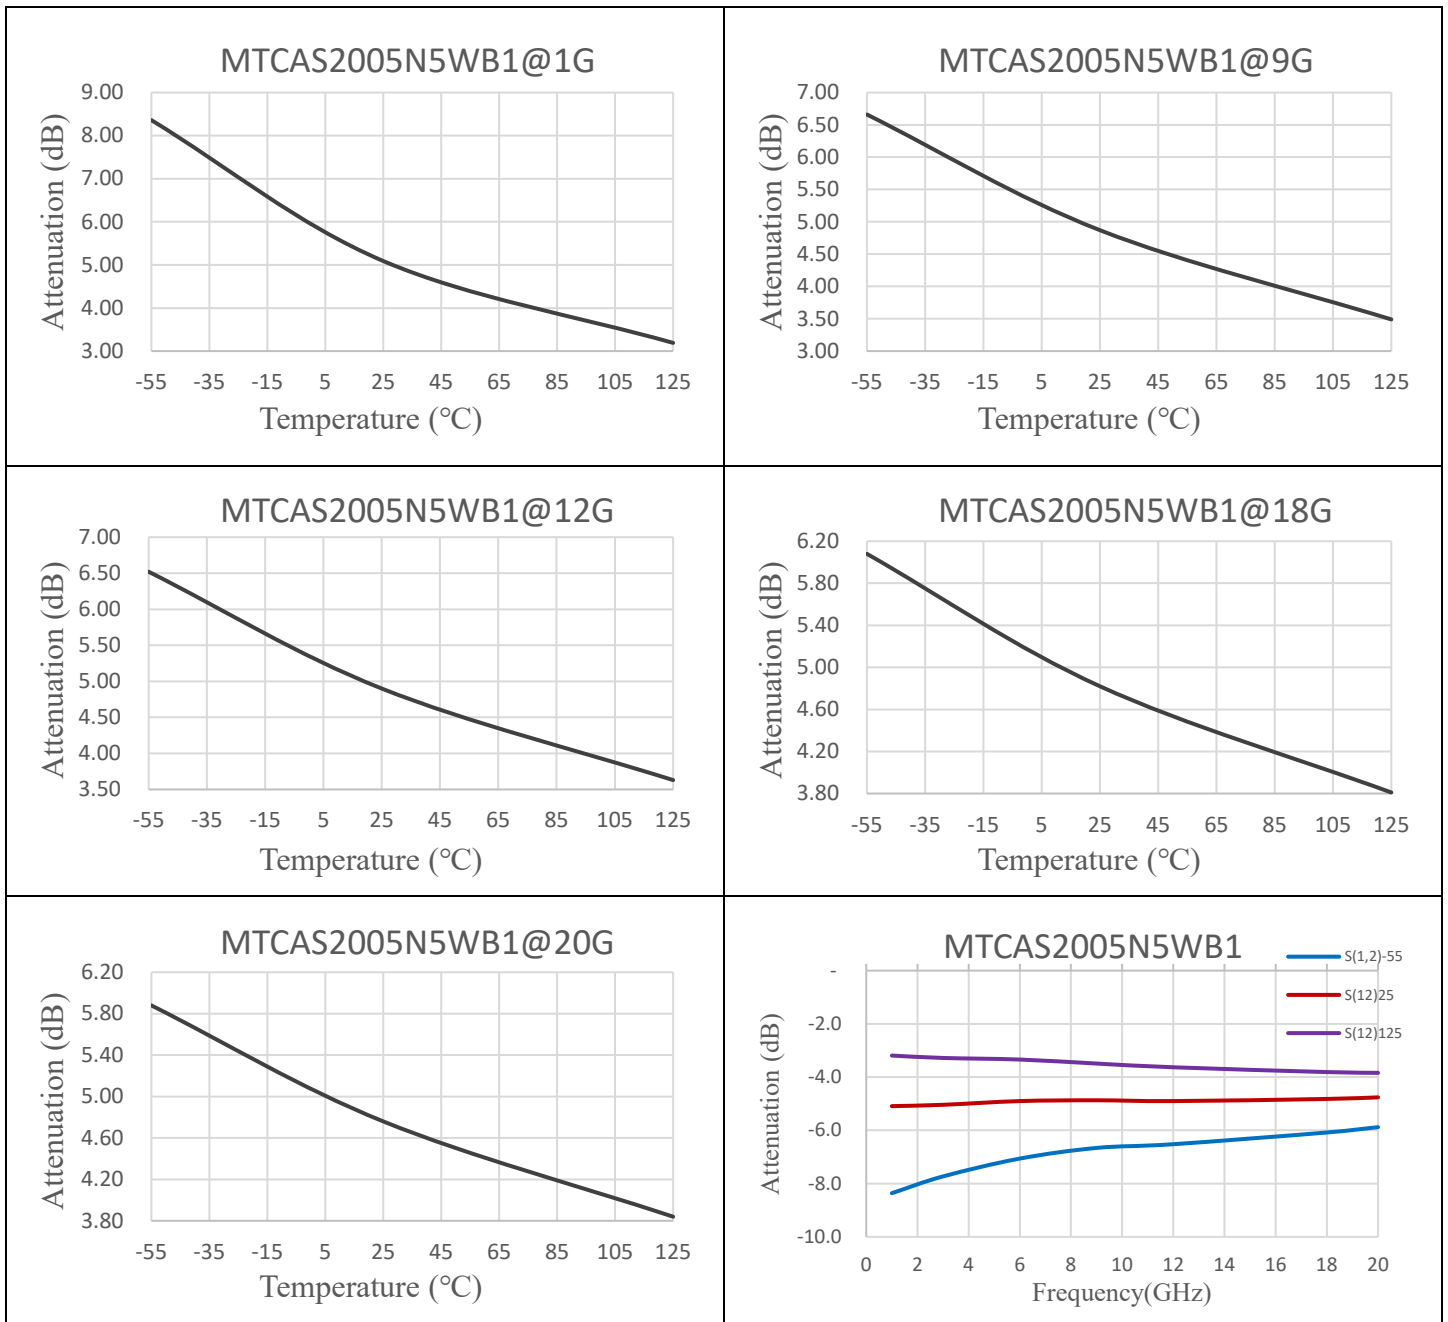 MTCAS2005N5WB1@1G
Attenuation (dB)
9.00
8.00
7.00
6.00
5.00
4.00
3.00
-55 -35 -15 5 25 45 65 85 105 125
Temperature (°C)
MTCAS2005N5WB1@9G
Attenuation (dB)
7.00
6.50
6.00
5.50
5.00
4.50
4.00
3.50
3.00
-55 -35 -15 5 25 45 65 85 105 125
Temperature (°C)
MTCAS2005N5WB1@12G
Attenuation (dB)
7.00
6.50
6.00
5.50
5.00
4.50
4.00
3.50
-55 -35 -15 5 25 45 65 85 105 125
Temperature (°C)
MTCAS2005N5WB1@18G
Attenuation (dB)
6.20
5.80
5.40
5.00
4.60
4.20
3.80
-55 -35 -15 5 25 45 65 85 105 125
Temperature (°C)
MTCAS2005N5WB1@20G
Attenuation (dB)
6.20
5.80
5.40
5.00
4.60
4.20
3.80
-55 -35 -15 5 25 45 65 85 105 125
Temperature (°C)
MTCAS2005N5WB1
S(1,2)-55
S(12)25
S(12)125
Attenuation (dB)
-
-2.0
-4.0
-6.0
-8.0
-10.0
0 2 4 6 8 10 12 14 16 18 20
Frequency(GHz)